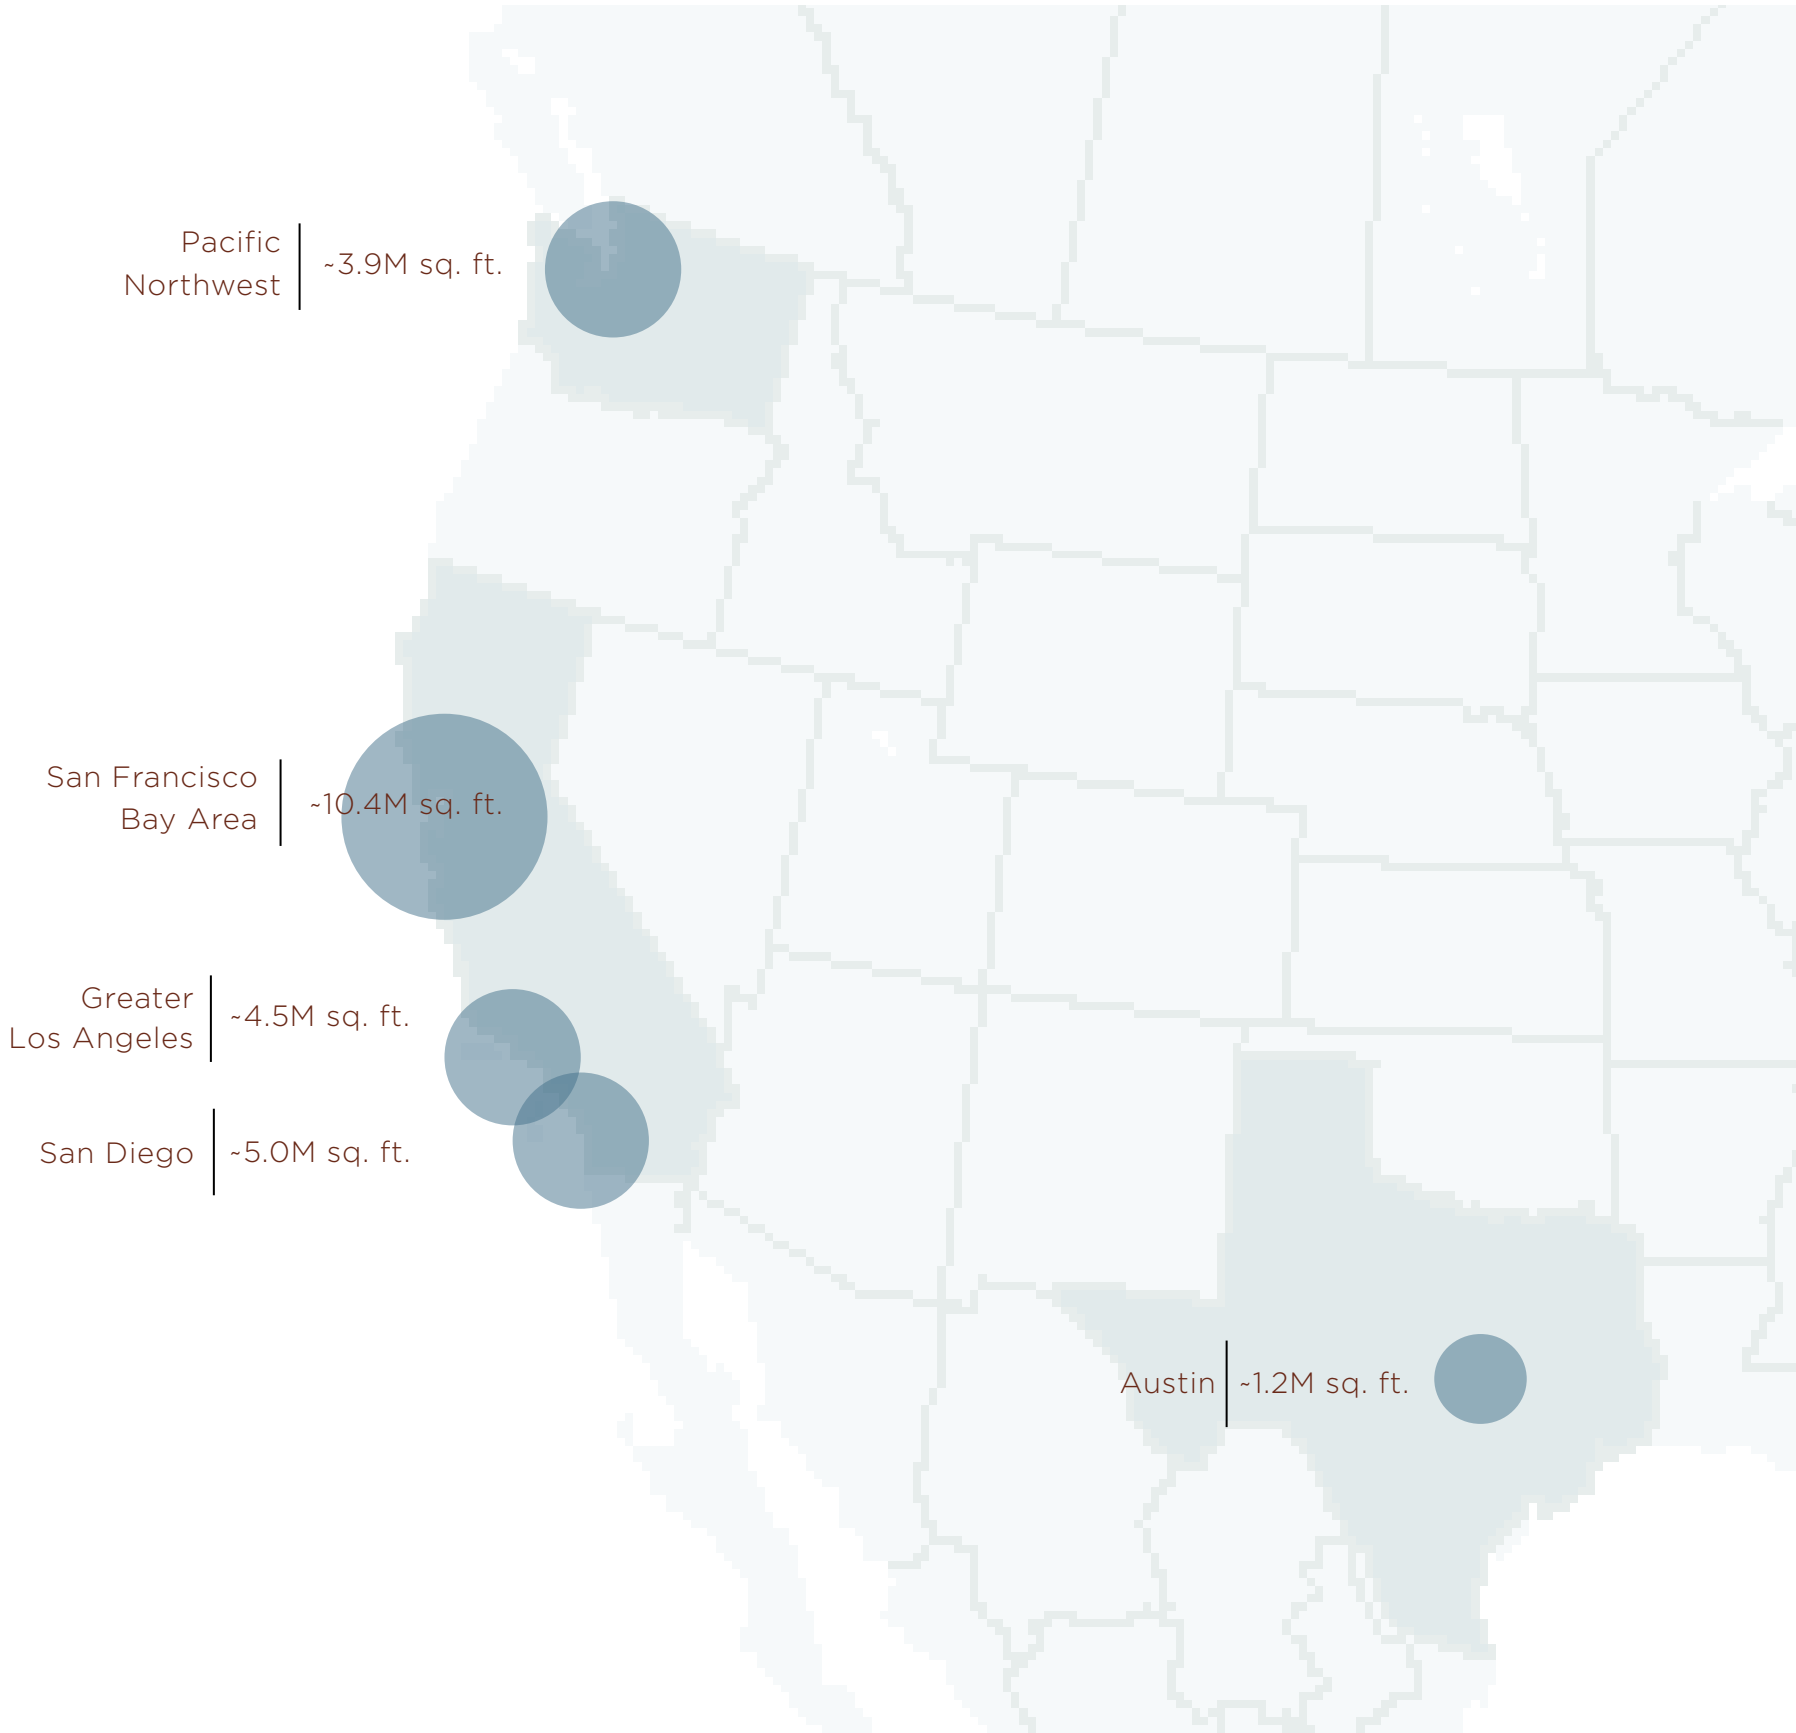 Pacific
Northwest
~3.9M sq. ft.
San Francisco
Bay Area
~10.4M sq. ft.
Greater
Los Angeles
~4.5M sq. ft.
San Diego
~5.0M sq. ft.
Austin
~1.2M sq. ft.